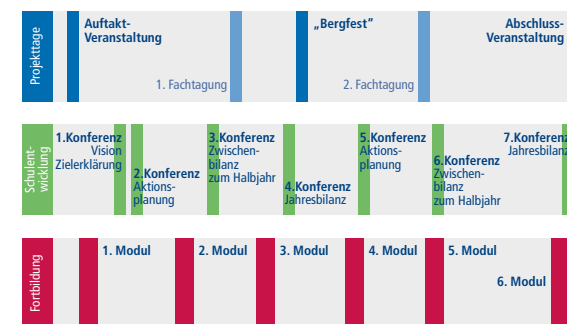 Projekttage
Auftakt-
Veranstaltung
1. Fachtagung
„Bergfest“
2. Fachtagung
Abschluss-
Veranstaltung
Schulent-
wicklung
1.Konferenz
Vision
Zielerklärung
2.Konferenz
Aktions-
planung
3.Konferenz
Zwischen-
bilanz
zum Halbjahr
4.Konferenz
Jahresbilanz
5.Konferenz
Aktions-
planung
6.Konferenz
Zwischen-
bilanz
zum Halbjahr
7.Konferenz
Jahresbilanz
Fortbildung
1. Modul
2. Modul
3. Modul
4. Modul
5. Modul
6. Modul